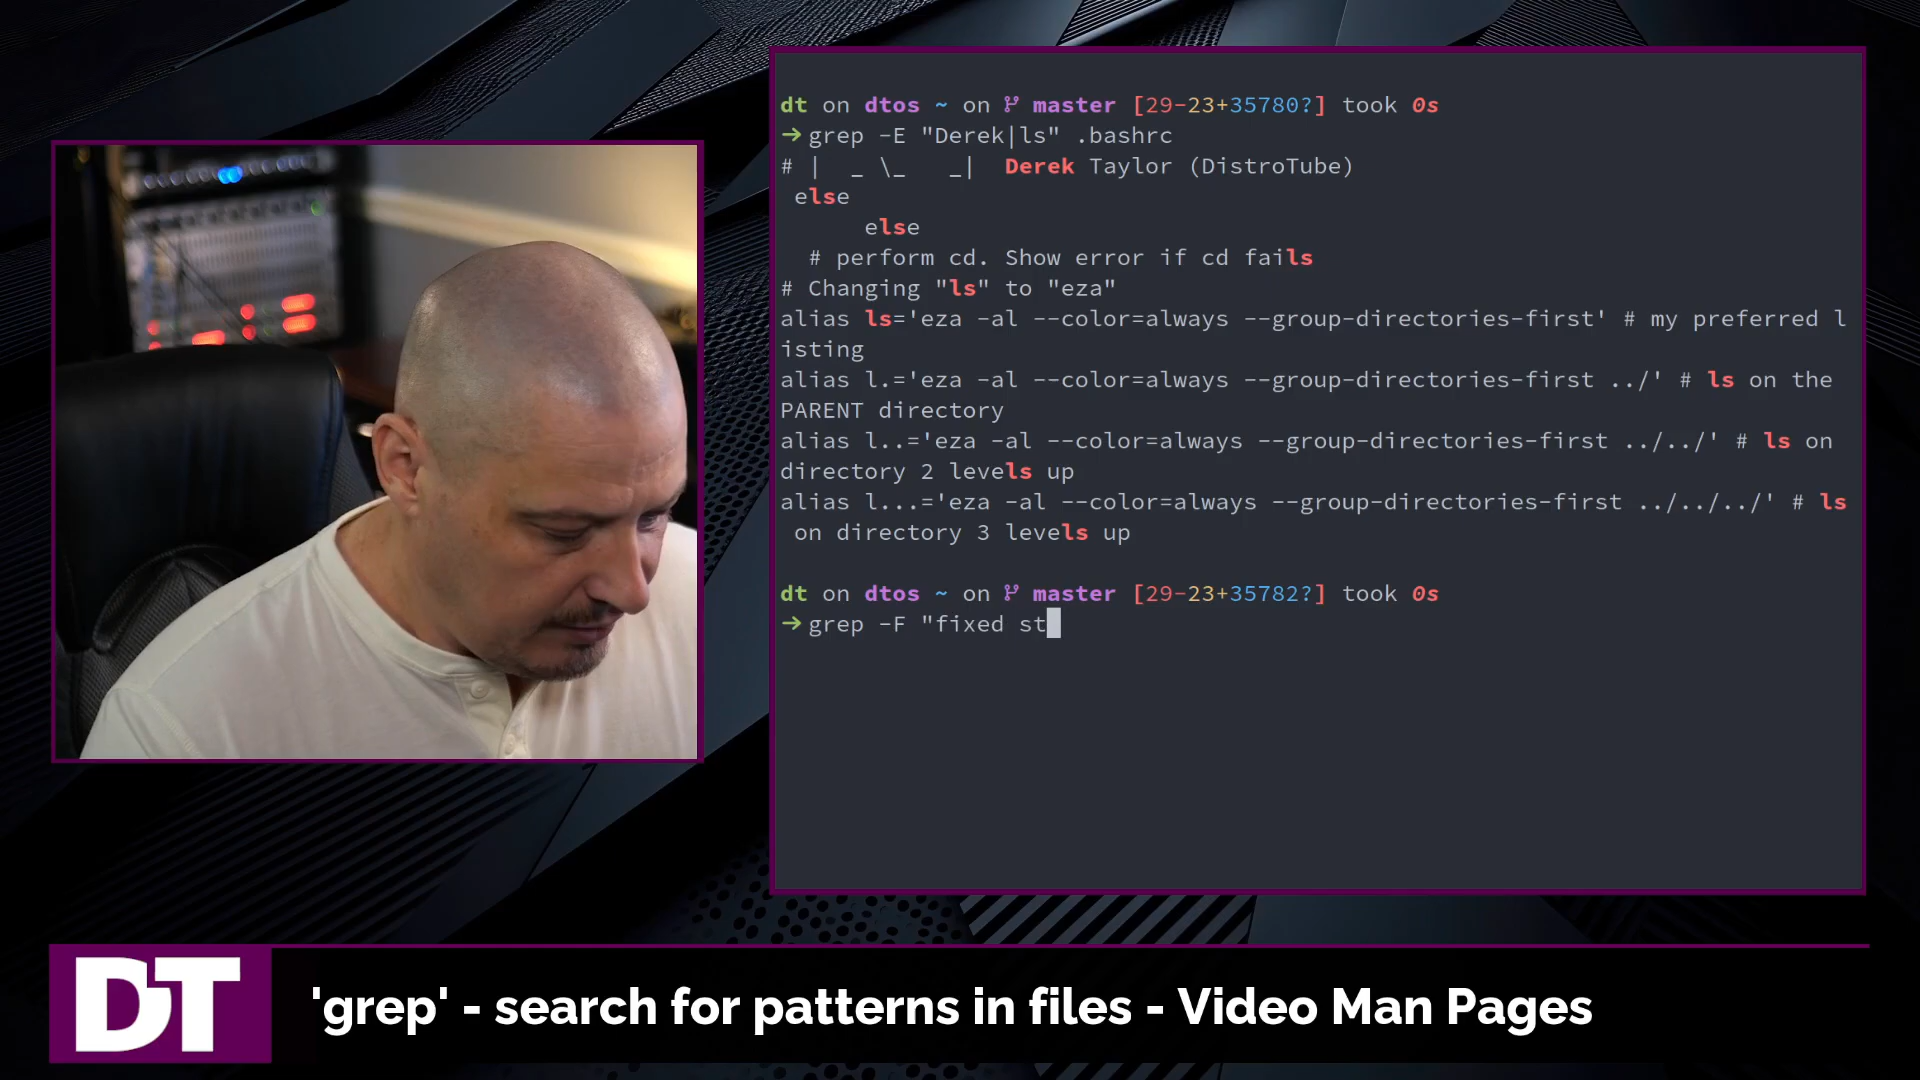 dt on dtos ~ on master [29-23+35780?] took 0s
➜ grep -E "Derek|ls" .bashrc
# |  _ \_   _|  Derek Taylor (DistroTube)
 else
      else
  # perform cd. Show error if cd fails
# Changing "ls" to "eza"
alias ls='eza -al --color=always --group-directories-first' # my preferred l
isting
alias l.='eza -al --color=always --group-directories-first ../' # ls on the
PARENT directory
alias l..='eza -al --color=always --group-directories-first ../../' # ls on
directory 2 levels up
alias l...='eza -al --color=always --group-directories-first ../../../' # ls
 on directory 3 levels up
dt on dtos ~ on master [29-23+35782?] took 0s
➜ grep -F "fixed st
DT
'grep' - search for patterns in files - Video Man Pages